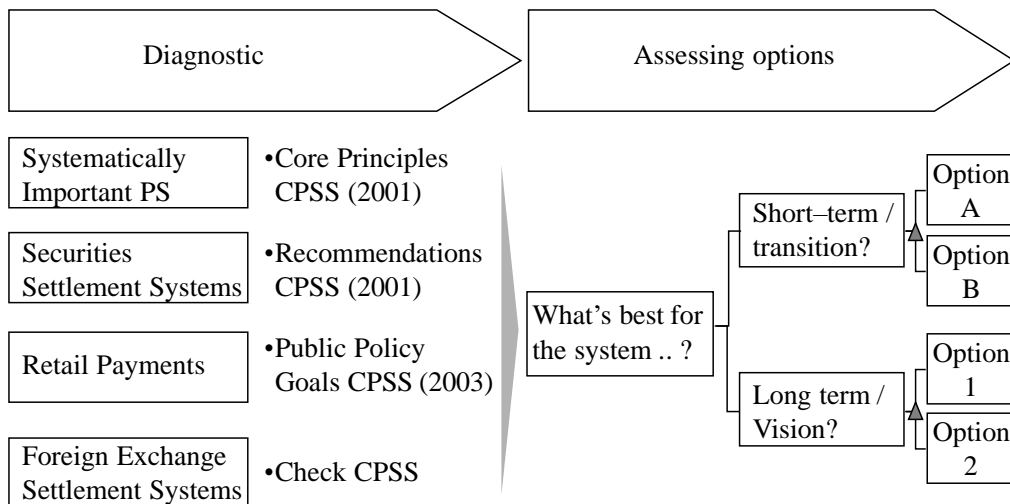 Diagnostic
Assessing options
Systematically
Important PS
•Core Principles
CPSS (2001)
Securities
Settlement Systems
•Recommendations
CPSS (2001)
Retail Payments
•Public Policy
Goals CPSS (2003)
Foreign Exchange
Settlement Systems
•Check CPSS
What’s best for
the system .. ?
Short–term /
transition?
Option
A
Option
B
Long term /
Vision?
Option
1
Option
2